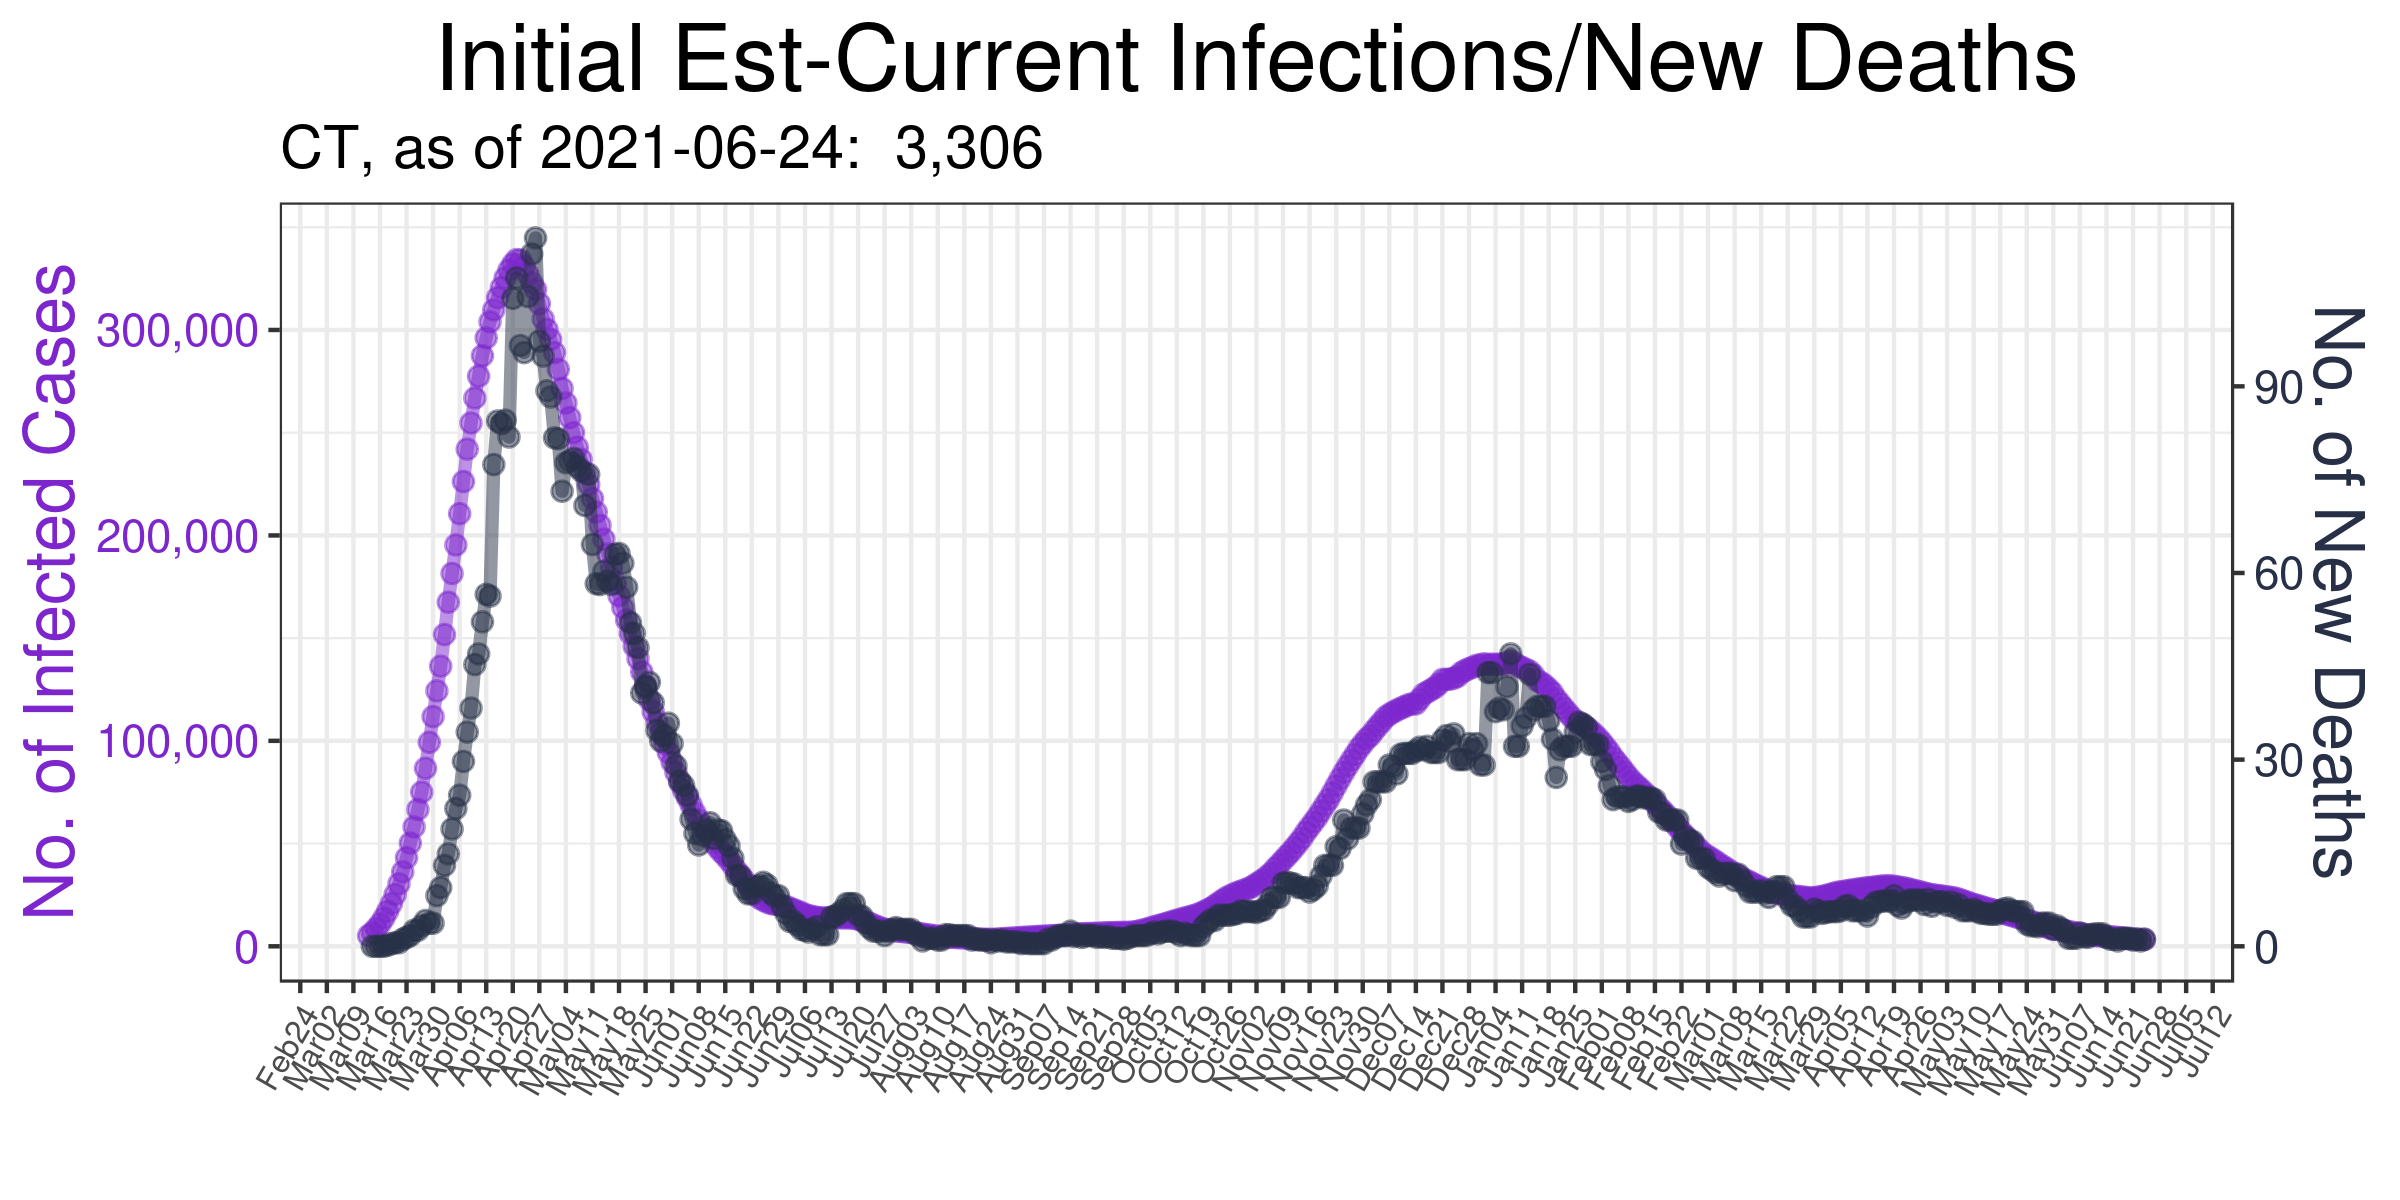 Initial Est-Current Infections/New Deaths
CT, as of 2021-06-24: 3,306
No. of Infected Cases
300,000
200,000
100,000
0
No. of New Deaths
90
60
30
0
Feb24
Mar02
Mar09
Mar16
Mar23
Mar30
Apr06
Apr13
Apr20
Apr27
May04
May11
May18
May25
Jun01
Jun08
Jun15
Jun22
Jun29
Jul06
Jul13
Jul20
Jul27
Aug03
Aug10
Aug17
Aug24
Aug31
Sep07
Sep14
Sep21
Sep28
Oct05
Oct12
Oct19
Oct26
Nov02
Nov09
Nov16
Nov23
Nov30
Dec07
Dec14
Dec21
Dec28
Jan04
Jan11
Jan18
Jan25
Feb01
Feb08
Feb15
Feb22
Mar01
Mar08
Mar15
Mar22
Mar29
Apr05
Apr12
Apr19
Apr26
May03
May10
May17
May24
May31
Jun07
Jun14
Jun21
Jun28
Jul05
Jul12